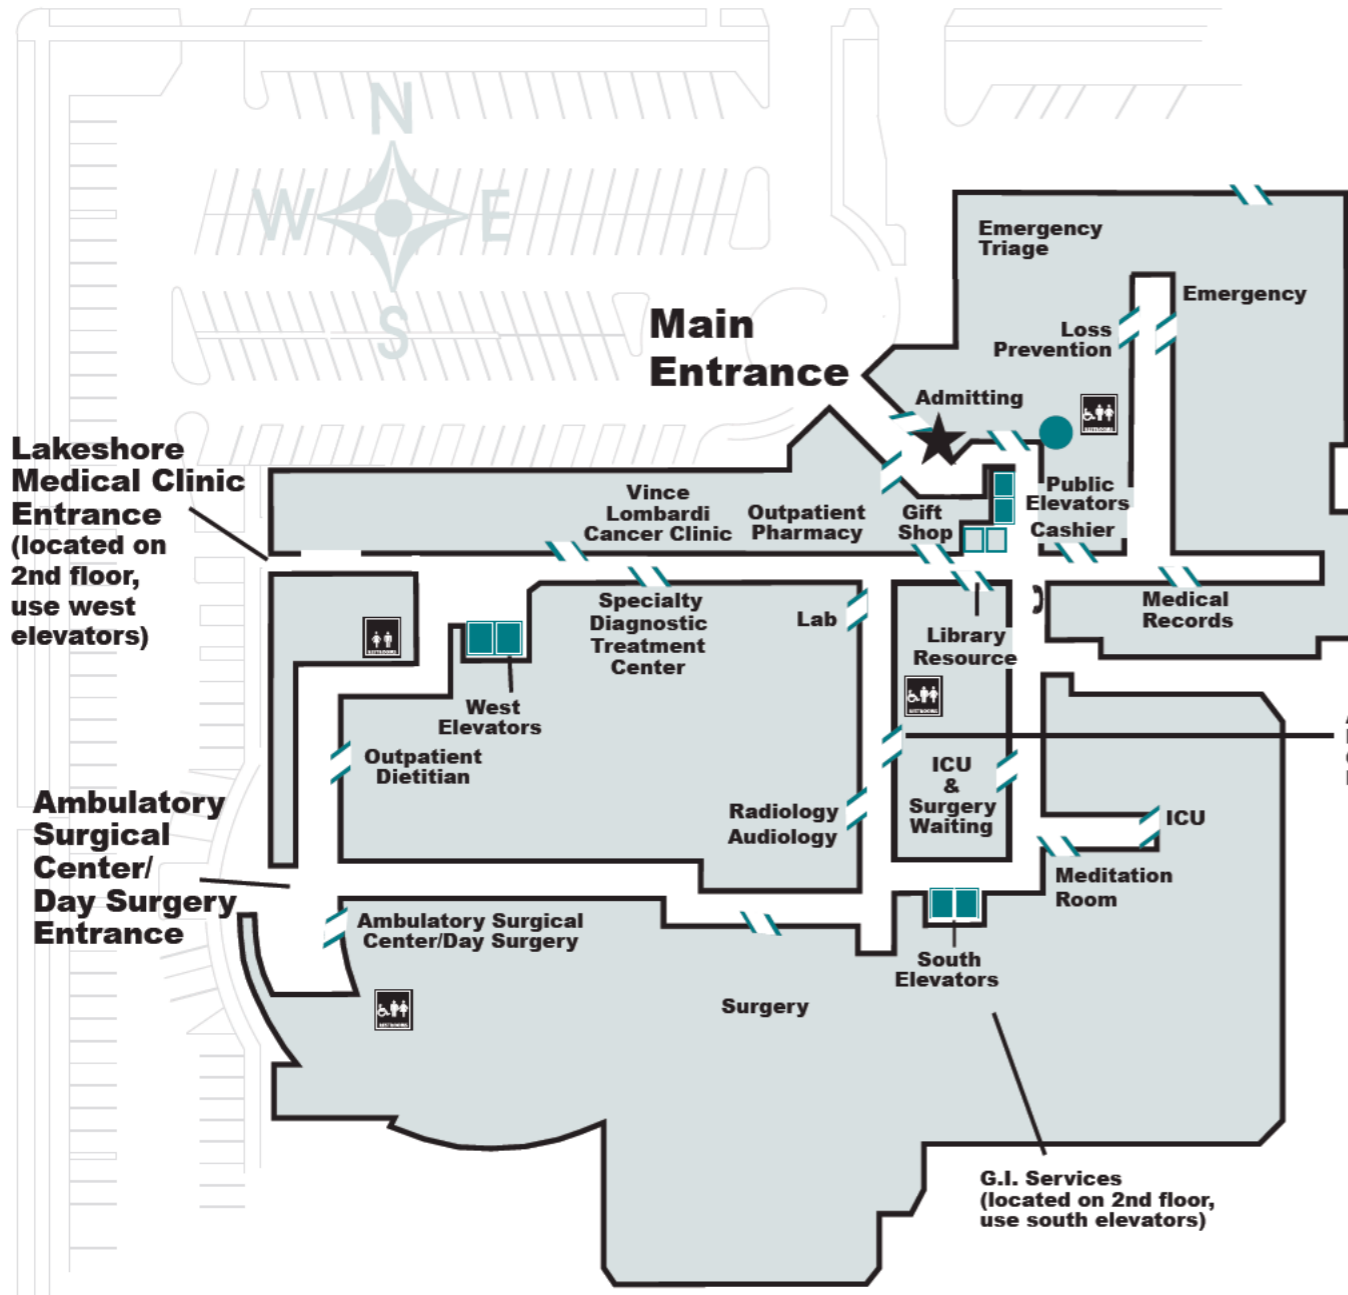 N
W
E
S
Main
Entrance
Emergency
Triage
Emergency
Loss
Prevention
Admitting
Public
Elevators
Cashier
Lakeshore
Medical Clinic
Entrance
(located on
2nd floor,
use west
elevators)
Vince
Lombardi
Cancer Clinic
Outpatient
Pharmacy
Gift
Shop
Specialty
Diagnostic
Treatment
Center
Lab
Library
Resource
Medical
Records
West
Elevators
Outpatient
Dietitian
Radiology
Audiology
ICU
&
Surgery
Waiting
ICU
Meditation
Room
Ambulatory
Surgical
Center/
Day Surgery
Entrance
Ambulatory Surgical
Center/Day Surgery
South
Elevators
Surgery
G.I. Services
(located on 2nd floor,
use south elevators)